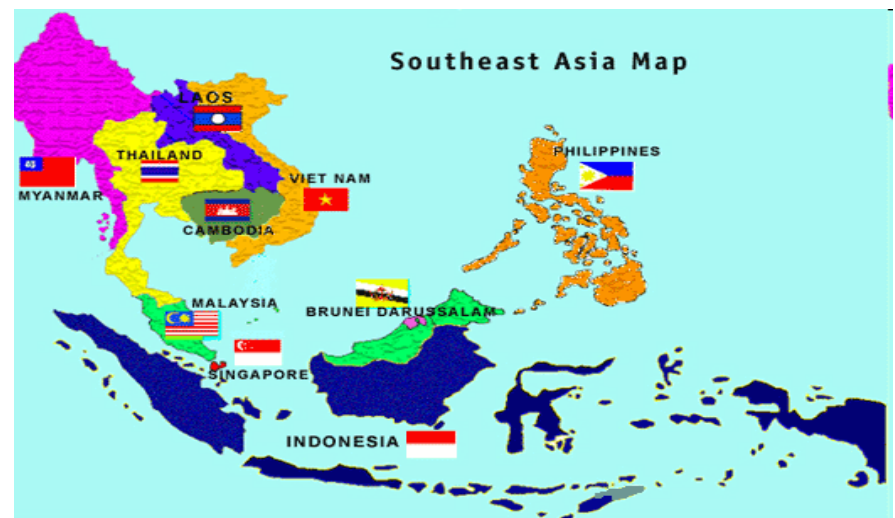 Southeast Asia Map
LAOS
THAILAND
PHILIPPINES
MYANMAR
VIET NAM
CAMBODIA
MALAYSIA
BRUNEI DARUSSALAM
SINGAPORE
INDONESIA